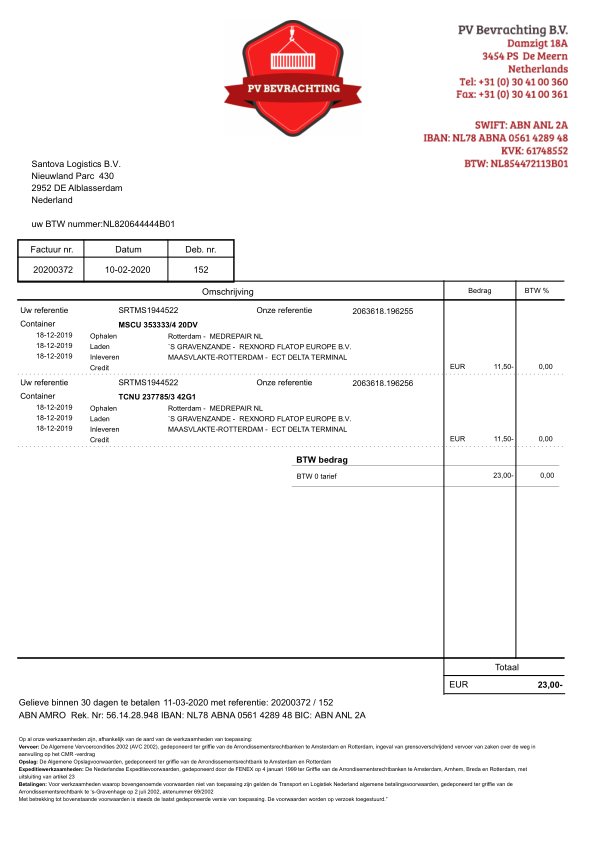 PV BEVRACHTING
PV Bevrachting B.V.
Damzigt 18A
3454 PS De Meern
Netherlands
Tel: +31 (0) 30 41 00 360
Fax: +31 (0) 30 41 00 361
SWIFT: ABN ANL 2A
IBAN: NL78 ABNA 0561 4289 48
KVK: 61748552
BTW: NL854472113B01
Santova Logistics B.V.
Nieuwland Parc 430
2952 DE Alblasserdam
Nederland
uw BTW nummer:NL820644444B01
Factuur nr. Datum Deb. nr.
20200372 10-02-2020 152
Omschrijving Bedrag BTW %
Uw referentie SRTMS1944522 Onze referentie 2063618.196255
Container MSCU 353333/4 20DV
18-12-2019 Ophalen Rotterdam - MEDREPAIR NL
18-12-2019 Laden `S GRAVENZANDE - REXNORD FLATOP EUROPE B.V.
18-12-2019 Inleveren MAASVLAKTE-ROTTERDAM - ECT DELTA TERMINAL
Credit EUR 11,50- 0,00
Uw referentie SRTMS1944522 Onze referentie 2063618.196256
Container TCNU 237785/3 42G1
18-12-2019 Ophalen Rotterdam - MEDREPAIR NL
18-12-2019 Laden `S GRAVENZANDE - REXNORD FLATOP EUROPE B.V.
18-12-2019 Inleveren MAASVLAKTE-ROTTERDAM - ECT DELTA TERMINAL
Credit EUR 11,50- 0,00
BTW bedrag
BTW 0 tarief 23,00- 0,00
Totaal
EUR 23,00-
Gelieve binnen 30 dagen te betalen 11-03-2020 met referentie: 20200372 / 152
ABN AMRO Rek. Nr: 56.14.28.948 IBAN: NL78 ABNA 0561 4289 48 BIC: ABN ANL 2A
Op al onze werkzaamheden zijn, afhankelijk van de aard van de werkzaamheden van toepassing:
Vervoer: De Algemene Vervoercondities 2002 (AVC 2002), gedeponeerd ter griffie van de Arrondissementsrechtbanken te Amsterdam en Rotterdam, ingeval van grensoverschrijdend vervoer van zaken over de weg in
aanvulling op het CMR -verdrag
Opslag: De Algemene Opslagvoorwaarden, gedeponeerd ter griffie van de Arrondissementsrechtbank te Amsterdam en Rotterdam
Expeditiewerkzaamheden: De Nederlandse Expeditievoorwaarden, gedeponeerd door de FENEX op 4 januari 1999 ter Griffie van de Arrondissementsrechtbanken te Amsterdam, Arnhem, Breda en Rotterdam, met
uitsluiting van artikel 23
Betalingen: Voor werkzaamheden waarop bovengenoemde voorwaarden niet van toepassing zijn gelden de Transport en Logistiek Nederland algemene betalingsvoorwaarden, gedeponeerd ter griffie van de
Arrondissementsrechtbank te 's-Gravenhage op 2 juli 2002, aktenummer 69/2002
Met betrekking tot bovenstaande voorwaarden is steeds de laatst gedeponeerde versie van toepassing. De voorwaarden worden op verzoek toegestuurd."